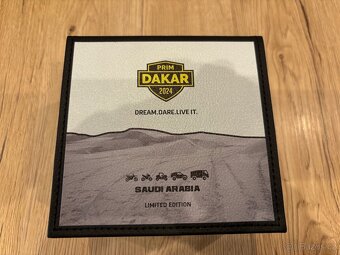 PRIM
DAKAR
2024
DREAM.DARE.LIVE IT.
SAUDI ARABIA
LIMITED EDITION